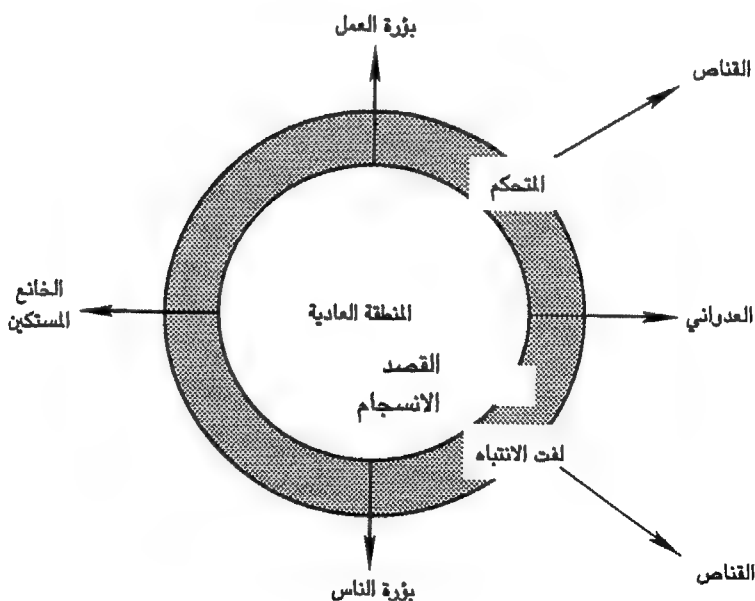 بؤرة العمل
القناص
المتحكم
الخانع
المستكين
المنطقة العادية
العدواني
القصد
الانسجام
لفت الانتباه
القناص
بؤرة الناس